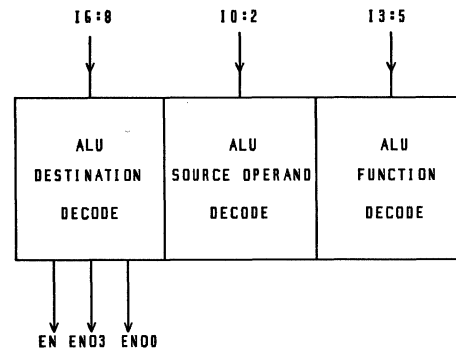 I6:8 I0:2 I3:5
ALU ALU ALU
DESTINATION SOURCE OPERAND FUNCTION
DECODE DECODE DECODE
EN EN03 EN00